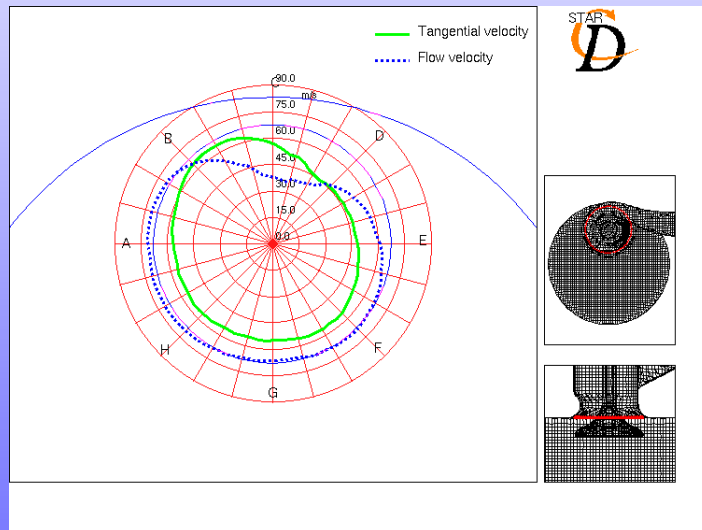 Tangential velocity
Flow velocity
STAR
CD
C
90.0
m/s
75.0
60.0
45.0
30.0
15.0
0.0
B
D
A
E
H
F
G